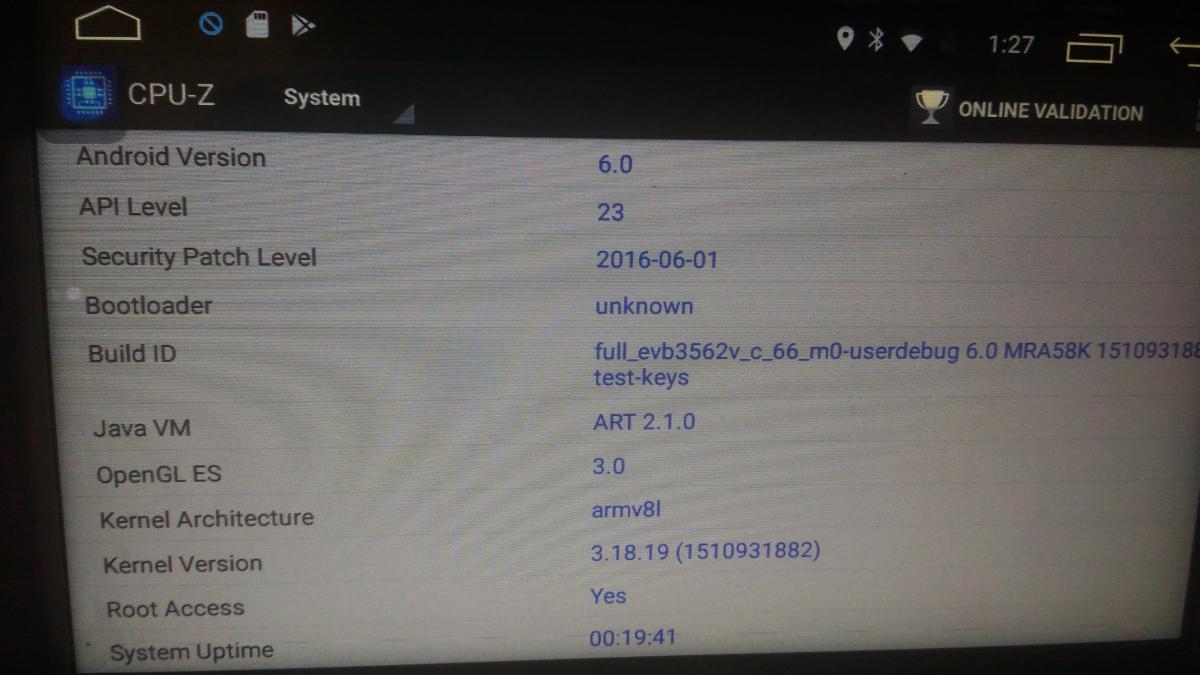 1:27
CPU-Z System ONLINE VALIDATION
Android Version 6.0
API Level 23
Security Patch Level 2016-06-01
Bootloader unknown
Build ID full_evb3562v_c_66_m0-userdebug 6.0 MRA58K 151093188
test-keys
Java VM ART 2.1.0
OpenGL ES 3.0
Kernel Architecture armv8l
Kernel Version 3.18.19 (1510931882)
Root Access Yes
System Uptime 00:19:41